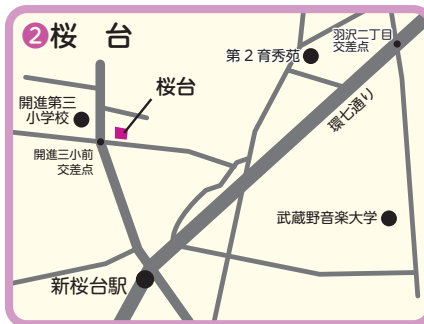 ❷桜 台
桜台
第2育秀苑
羽沢二丁目
交差点
開進第三
小学校
環七通り
開進三小前
交差点
武蔵野音楽大学
新桜台駅